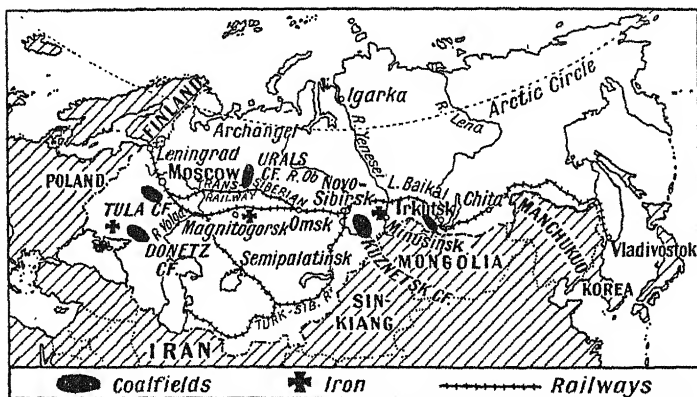 Igarka
Arctic Circle
R. Lena
R. Jenesei
FINLAND
Archangel
Leningrad
URALS
CF.
R. Ob
Moscow
POLAND
TRANS-SIBERIAN
RAILWAY
Novo-
Sibirsk
L. Baikal
Irkutsk
Chita
TULA CF.
R. Volga
Magnitogorsk
Omsk
Minusinsk
MANCHUKUO
Vladivostok
DONETZ
CF.
Semipalatinsk
KUZNETSK CF.
MONGOLIA
KOREA
SIN-
KIANG
TURK-SIB. R.
IRAN
Coalfields Iron Railways